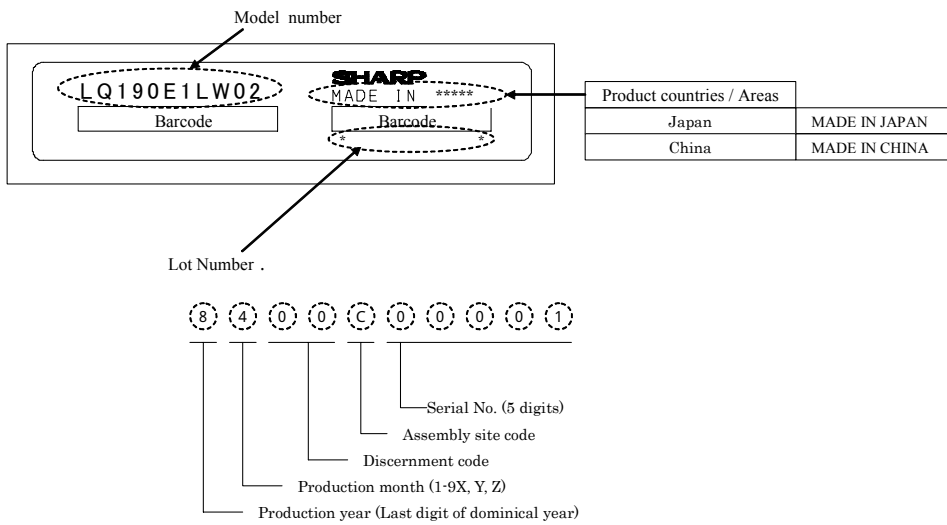 Model number
SHARP
LQ190E1LW02
MADE IN *****
Barcode
Barcode
* *
Product countries / Areas
Japan MADE IN JAPAN
China MADE IN CHINA
Lot Number .
8 4 0 0 C 0 0 0 0 1
Serial No. (5 digits)
Assembly site code
Discernment code
Production month (1-9X, Y, Z)
Production year (Last digit of dominical year)